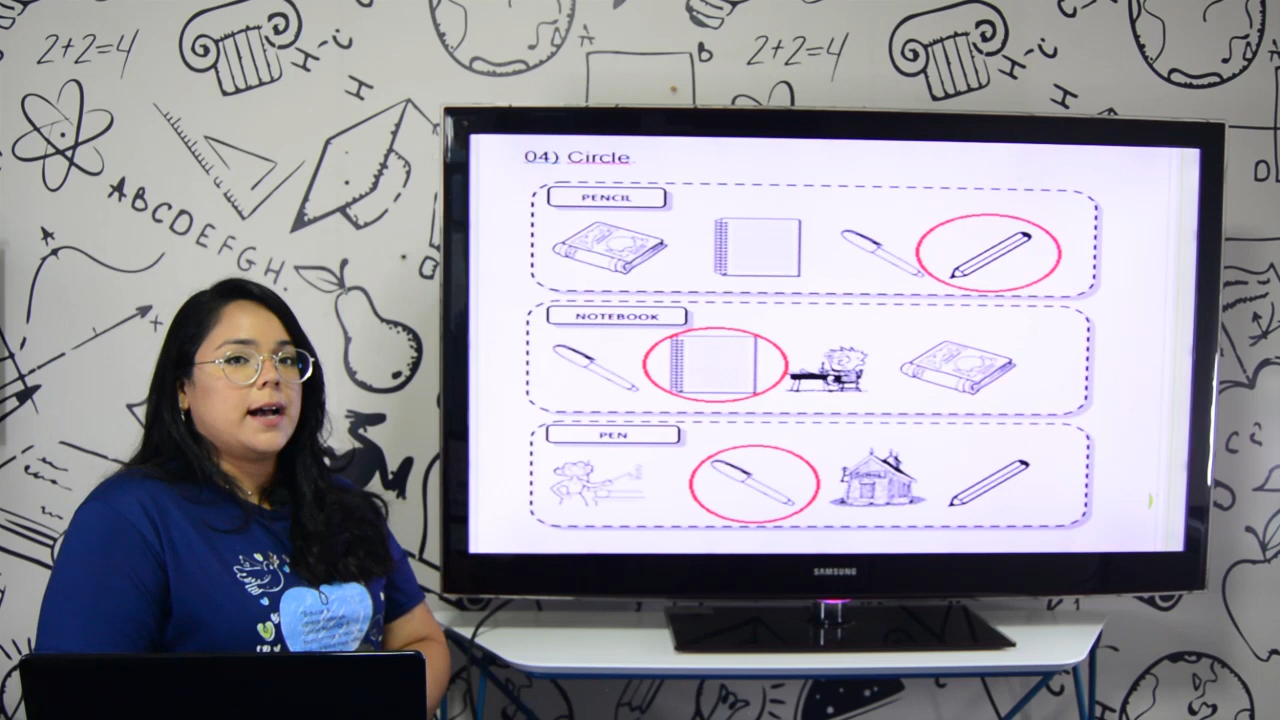 2+2=4
H-C
H
A
B
2+2=4
H-C
H
ABCDEFGH.
A
X
B
D
04) Circle
PENCIL
NOTEBOOK
PEN
SAMSUNG